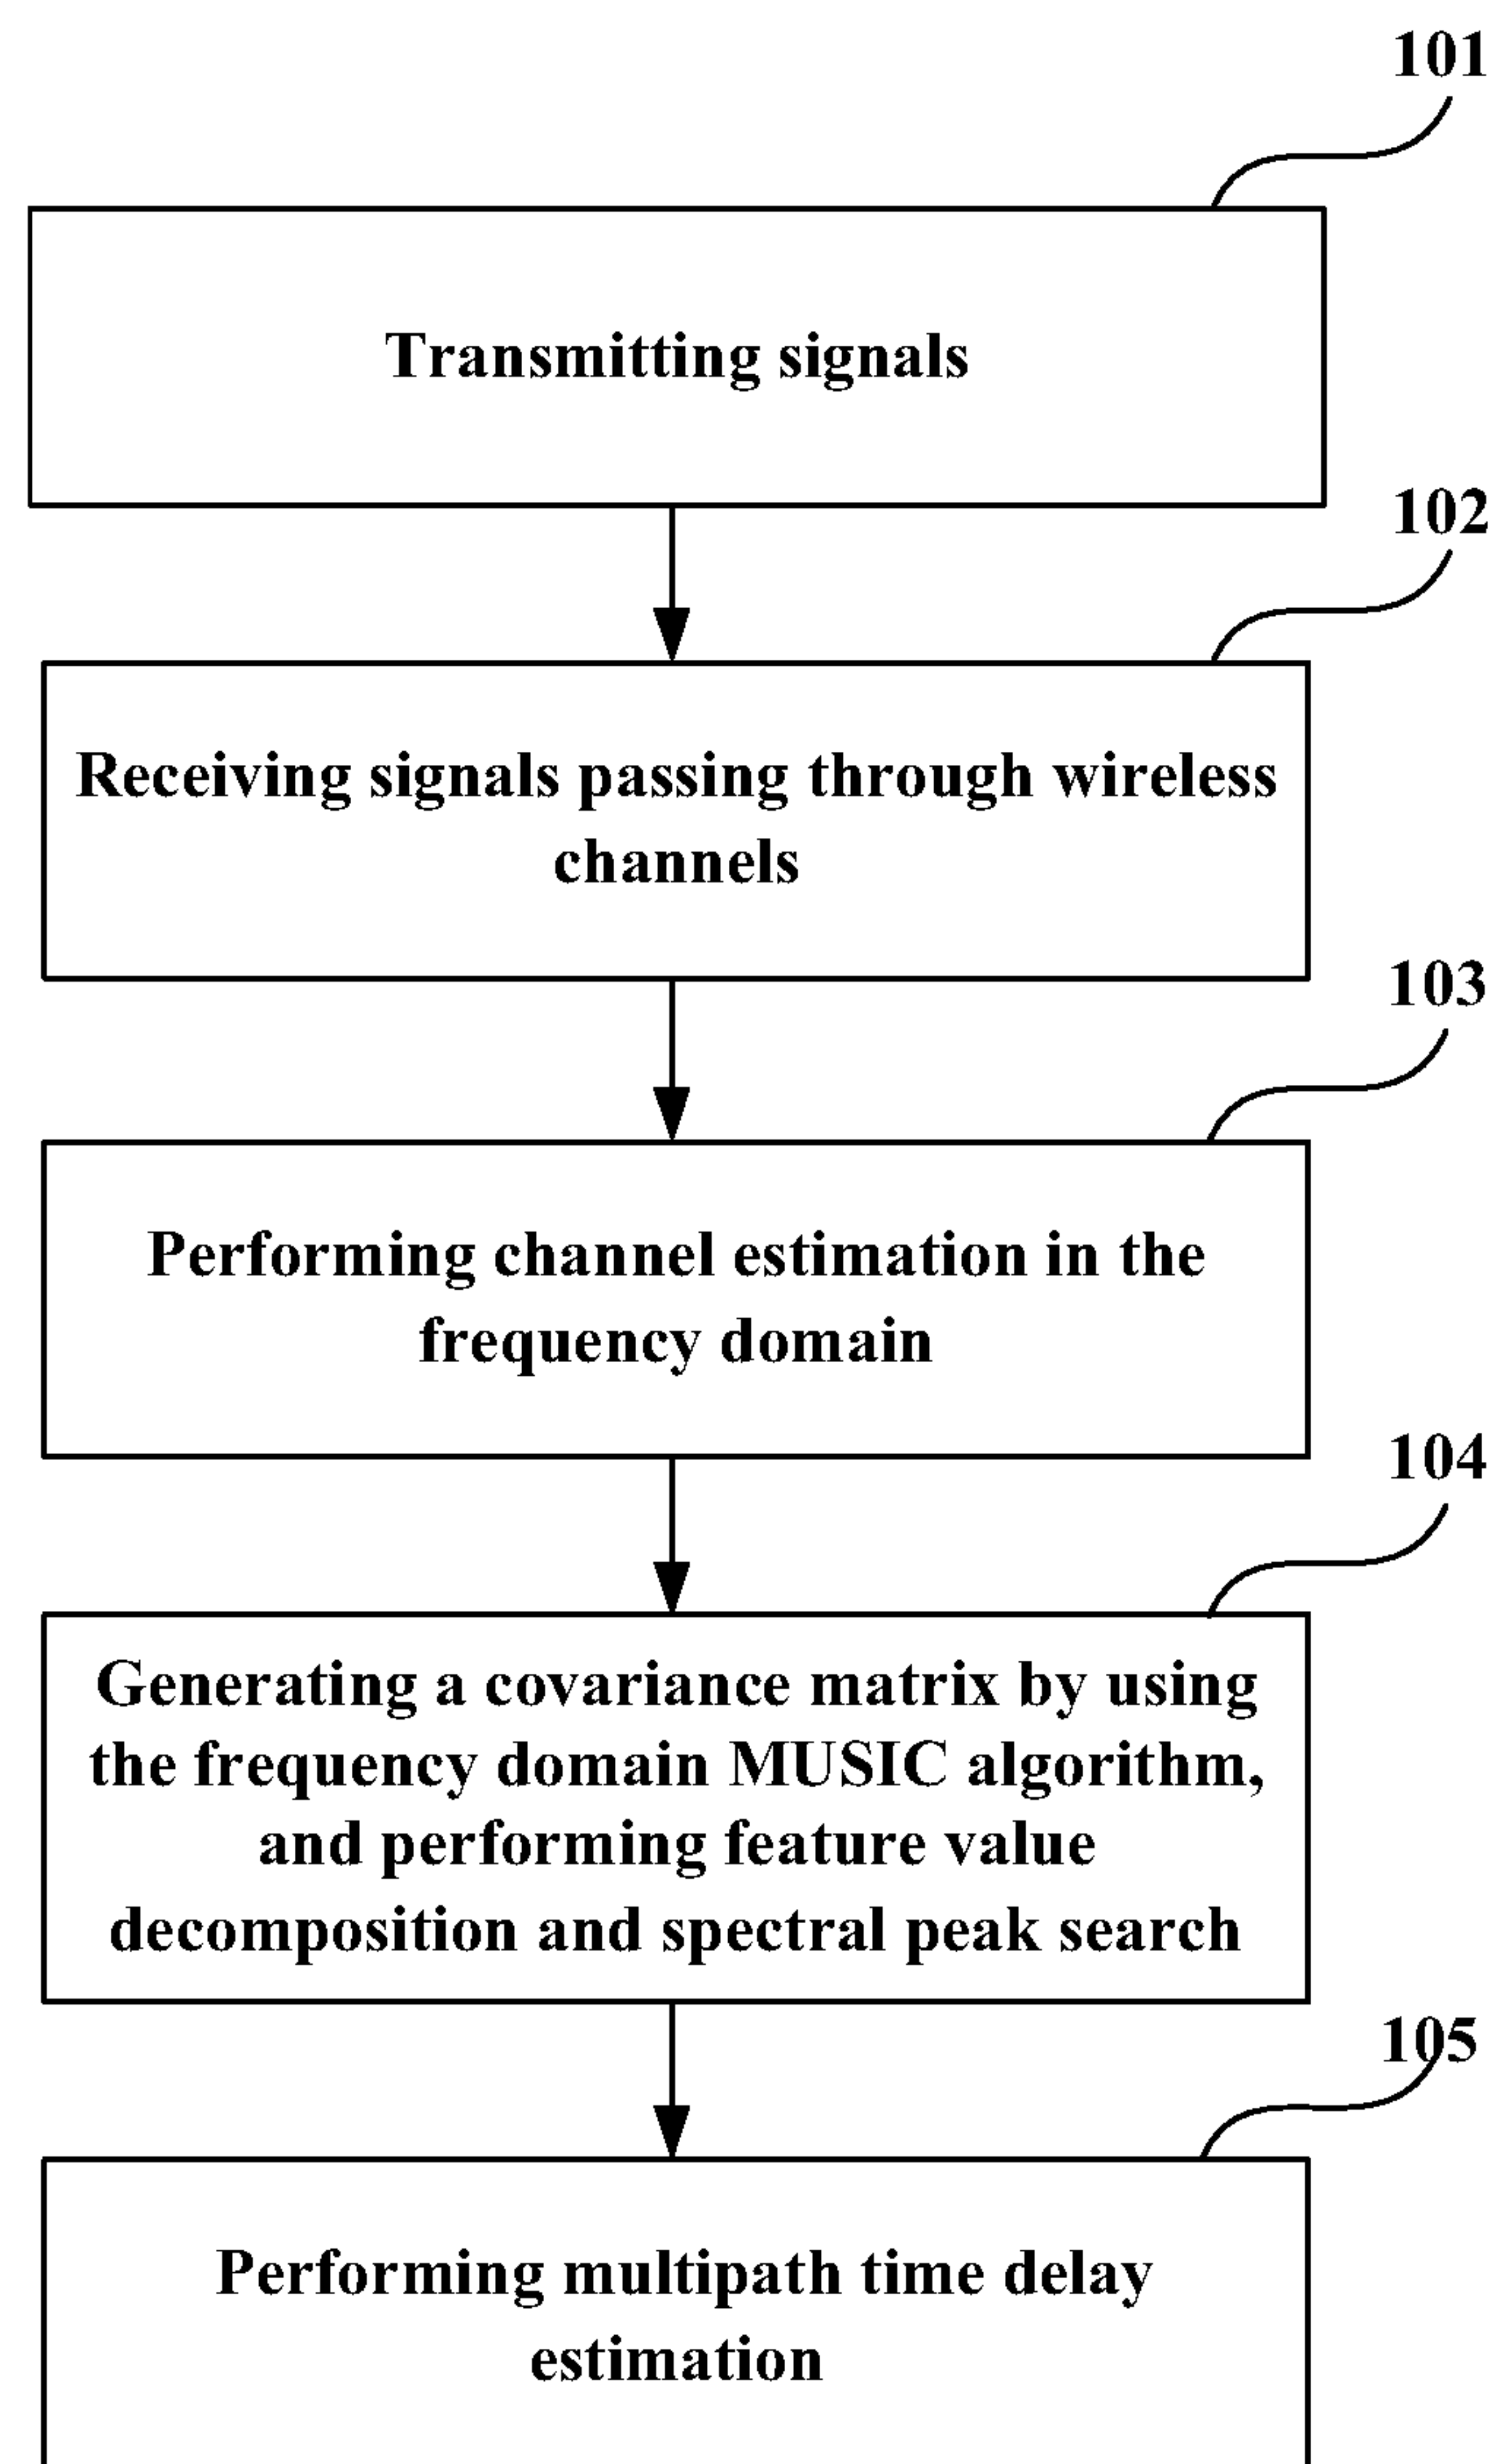 101
Transmitting signals
102
Receiving signals passing through wireless
channels
103
Performing channel estimation in the
frequency domain
104
Generating a covariance matrix by using
the frequency domain MUSIC algorithm,
and performing feature value
decomposition and spectral peak search
105
Performing multipath time delay
estimation